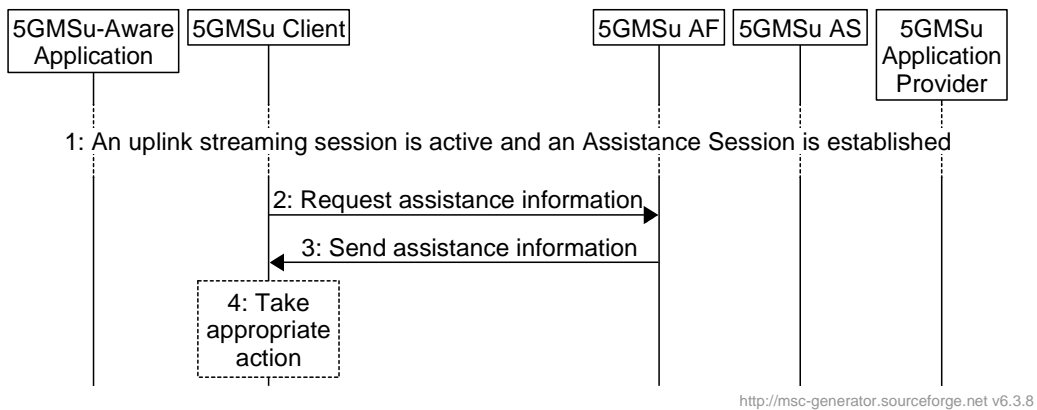 5GMSu-Aware
Application
5GMSu Client
5GMSu AF
5GMSu AS
5GMSu
Application
Provider
1: An uplink streaming session is active and an Assistance Session is established
2: Request assistance information
3: Send assistance information
4: Take
appropriate
action
http://msc-generator.sourceforge.net v6.3.8